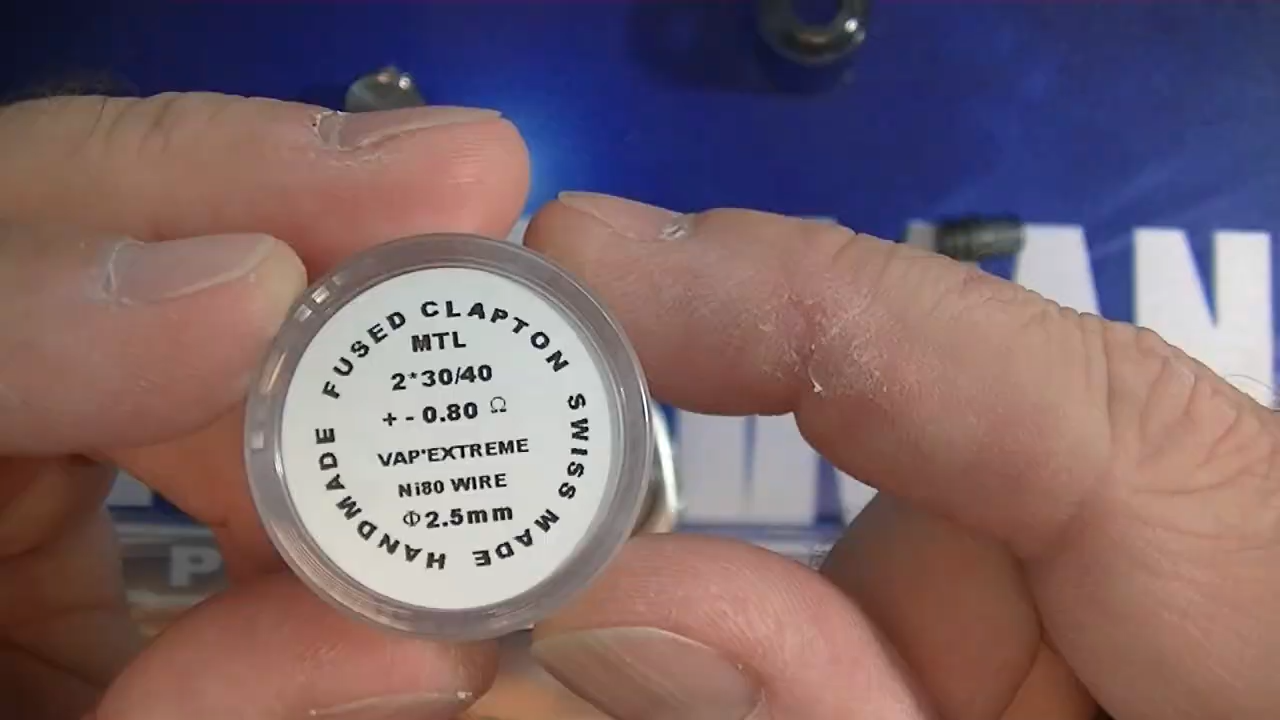 FUSED CLAPTON SWISS MADE HANDMADE
MTL
2*30/40
+ - 0.80 Ω
VAP'EXTREME
Ni80 WIRE
Φ2.5mm